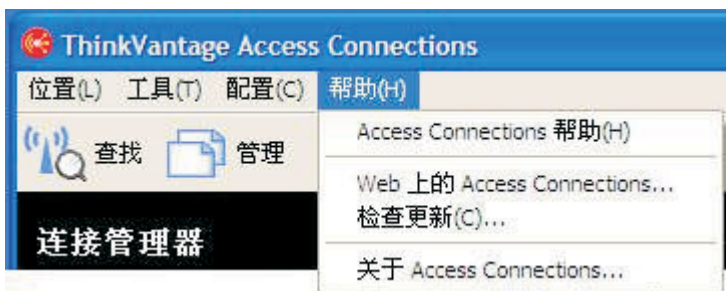 ThinkVantage Access Connections
位置(L) 工具(T) 配置(C) 帮助(H)
查找 管理
连接管理器
Access Connections 帮助(H)
Web 上的 Access Connections...
检查更新(C)...
关于 Access Connections...